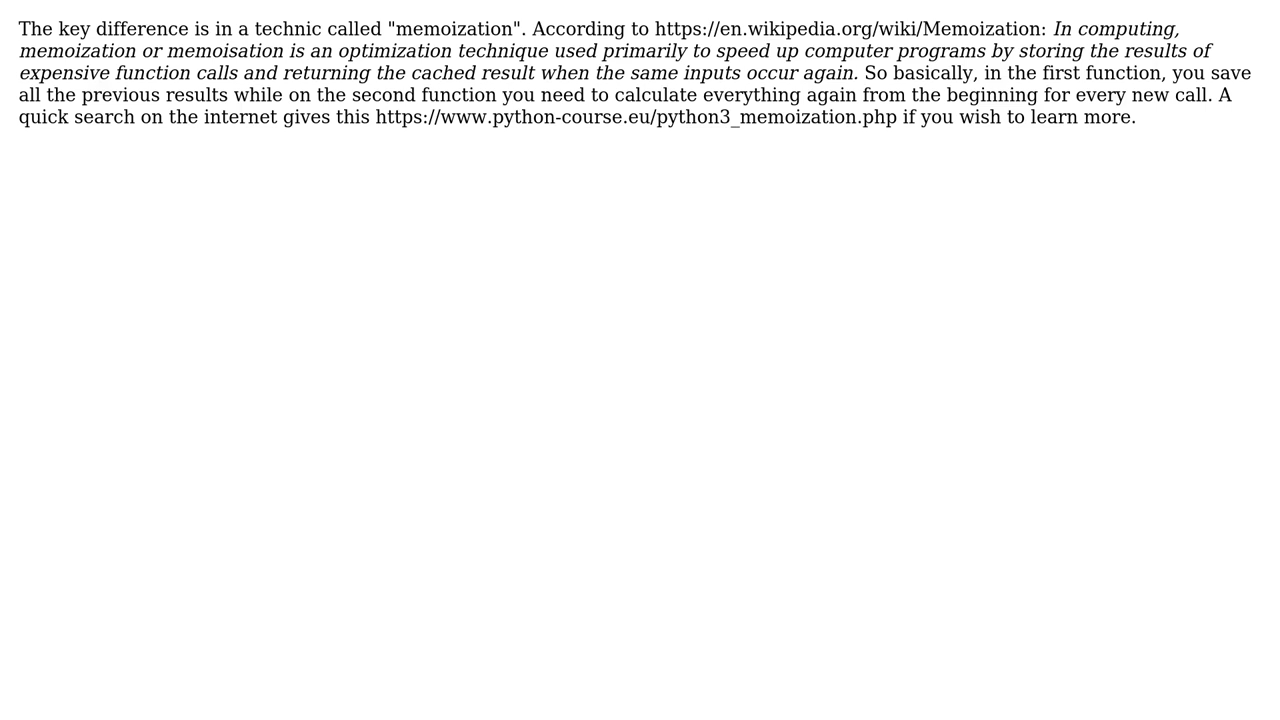 The key difference is in a technic called "memoization". According to https://en.wikipedia.org/wiki/Memoization: In computing,
memoization or memoisation is an optimization technique used primarily to speed up computer programs by storing the results of
expensive function calls and returning the cached result when the same inputs occur again. So basically, in the first function, you save
all the previous results while on the second function you need to calculate everything again from the beginning for every new call. A
quick search on the internet gives this https://www.python-course.eu/python3_memoization.php if you wish to learn more.